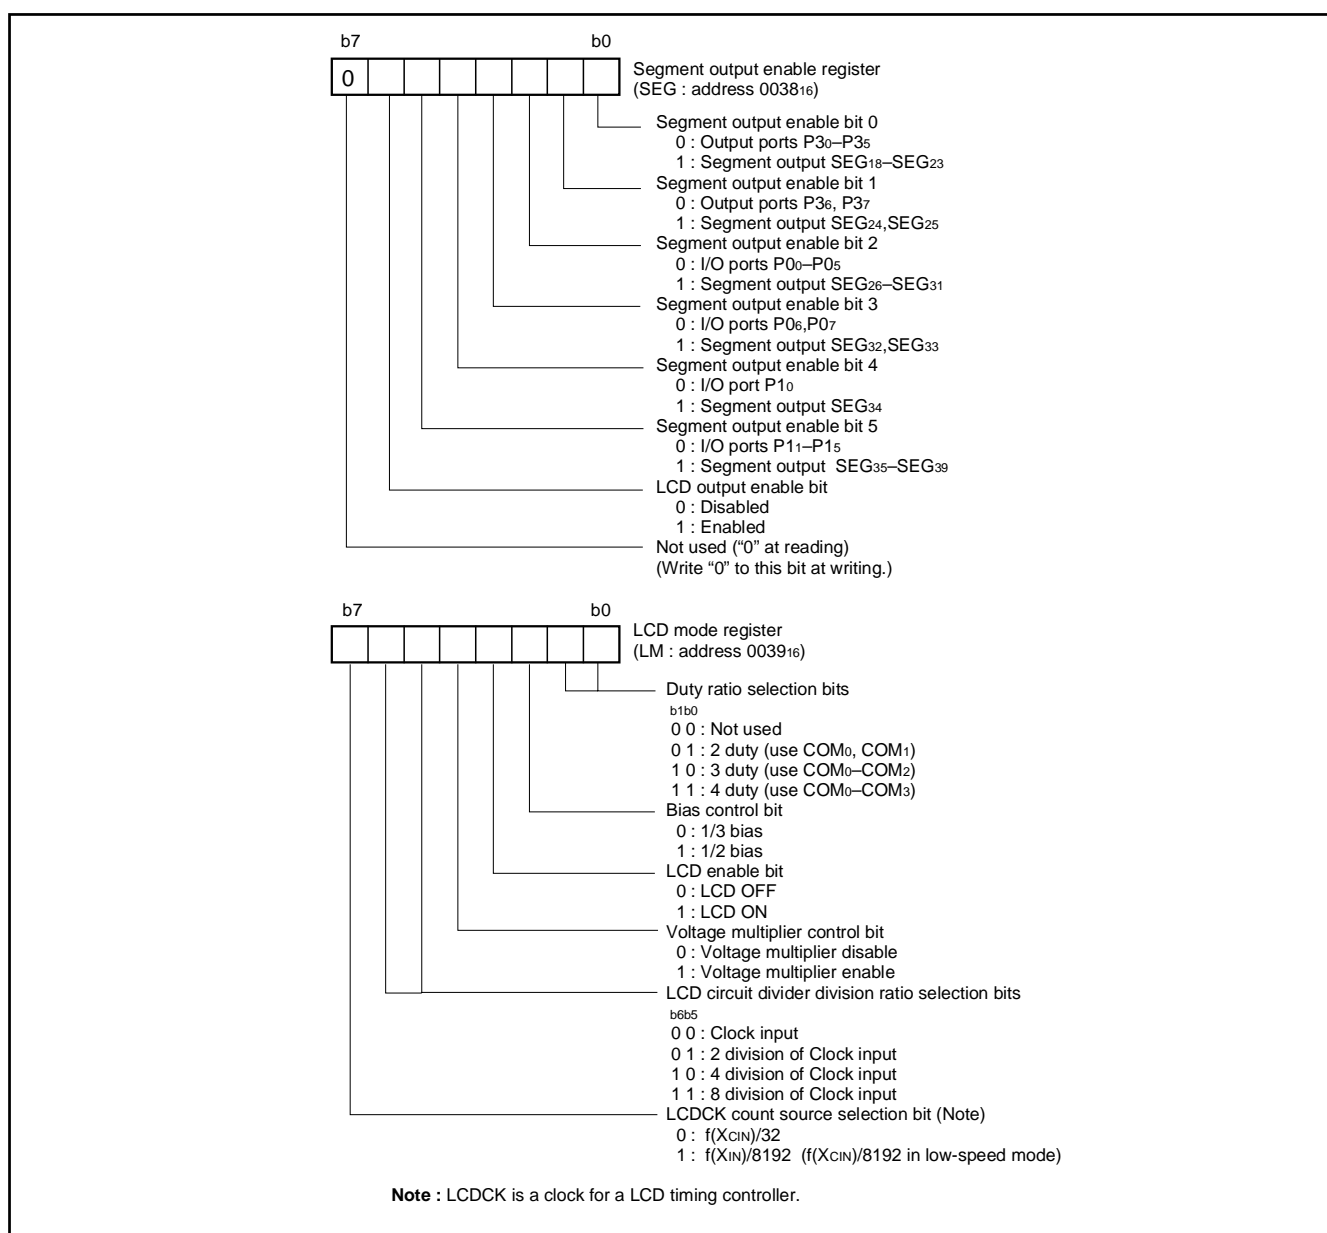 b7 b0
0
Segment output enable register
(SEG : address 003816)
Segment output enable bit 0
0 : Output ports P30–P35
1 : Segment output SEG18–SEG23
Segment output enable bit 1
0 : Output ports P36, P37
1 : Segment output SEG24,SEG25
Segment output enable bit 2
0 : I/O ports P00–P05
1 : Segment output SEG26–SEG31
Segment output enable bit 3
0 : I/O ports P06,P07
1 : Segment output SEG32,SEG33
Segment output enable bit 4
0 : I/O port P10
1 : Segment output SEG34
Segment output enable bit 5
0 : I/O ports P11–P15
1 : Segment output SEG35–SEG39
LCD output enable bit
0 : Disabled
1 : Enabled
Not used (“0” at reading)
(Write “0” to this bit at writing.)
b7 b0
LCD mode register
(LM : address 003916)
Duty ratio selection bits
b1b0
0 0 : Not used
0 1 : 2 duty (use COM0, COM1)
1 0 : 3 duty (use COM0–COM2)
1 1 : 4 duty (use COM0–COM3)
Bias control bit
0 : 1/3 bias
1 : 1/2 bias
LCD enable bit
0 : LCD OFF
1 : LCD ON
Voltage multiplier control bit
0 : Voltage multiplier disable
1 : Voltage multiplier enable
LCD circuit divider division ratio selection bits
b6b5
0 0 : Clock input
0 1 : 2 division of Clock input
1 0 : 4 division of Clock input
1 1 : 8 division of Clock input
LCDCK count source selection bit (Note)
0 : f(XCIN)/32
1 : f(XIN)/8192 (f(XCIN)/8192 in low-speed mode)
Note : LCDCK is a clock for a LCD timing controller.